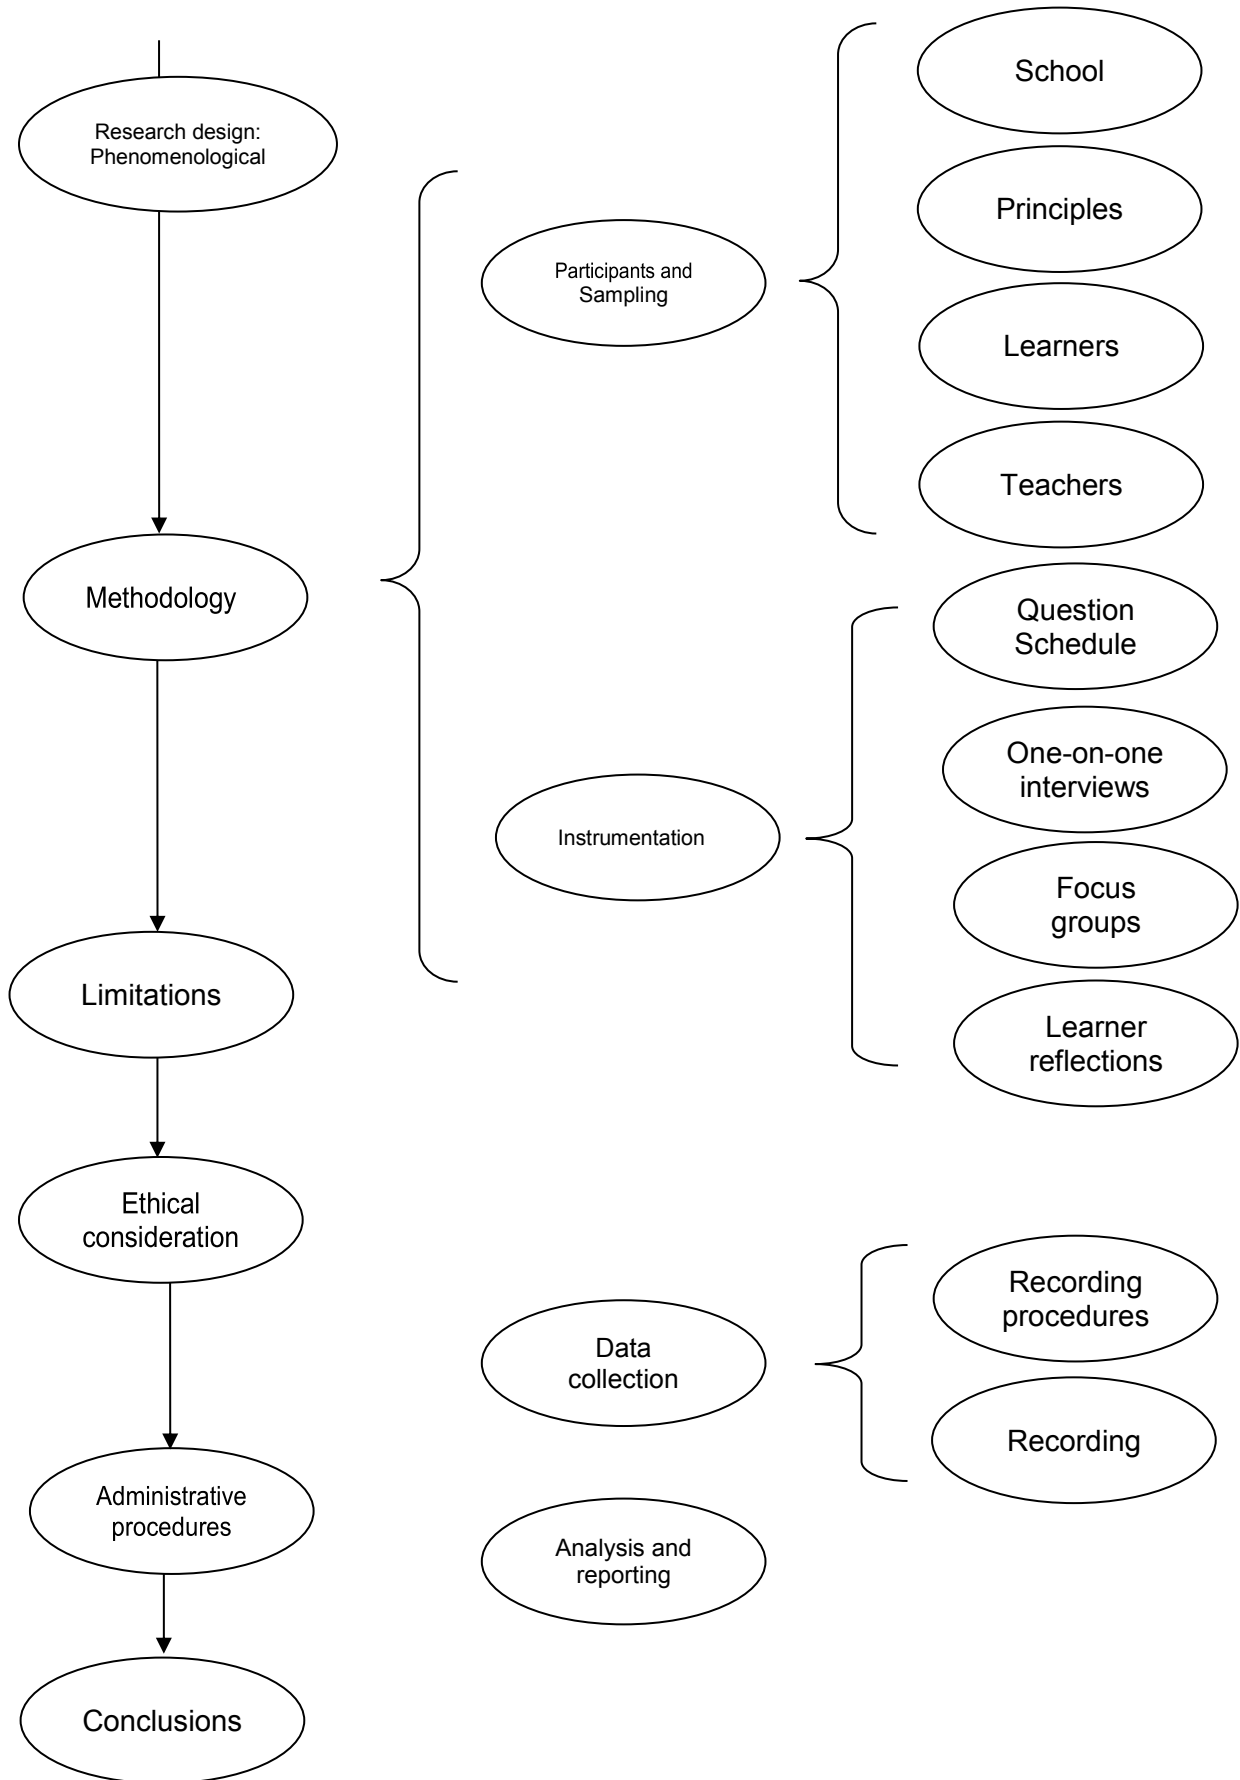 Research design:
Phenomenological
Methodology
Limitations
Ethical
consideration
Administrative
procedures
Conclusions
Participants and
Sampling
Instrumentation
Data
collection
Analysis and
reporting
School
Principles
Learners
Teachers
Question
Schedule
One-on-one
interviews
Focus
groups
Learner
reflections
Recording
procedures
Recording